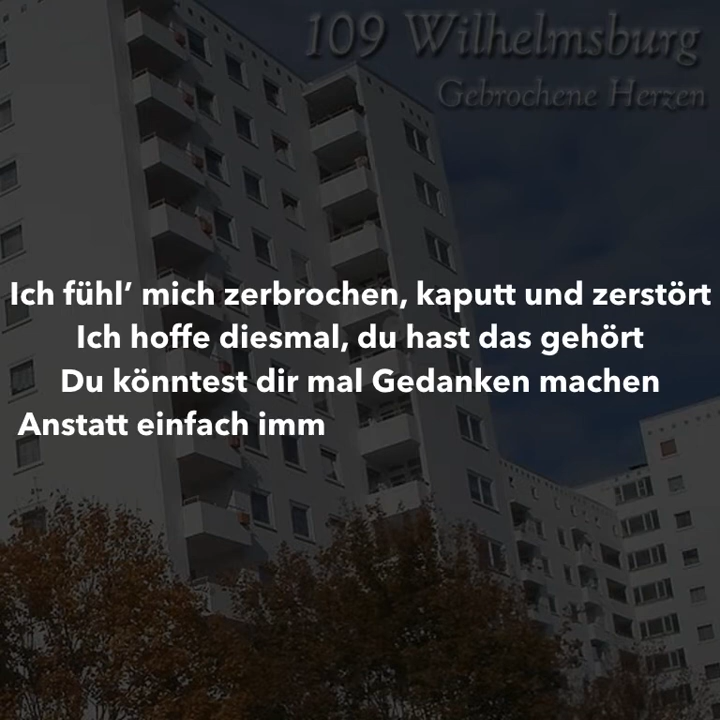 109 Wilhelmsburg
Gebrochene Herzen
Ich fühl’ mich zerbrochen, kaputt und zerstört
Ich hoffe diesmal, du hast das gehört
Du könntest dir mal Gedanken machen
Anstatt einfach imm